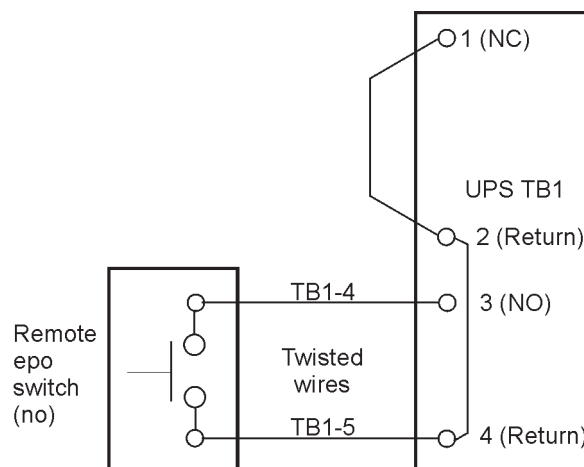 1 (NC)
UPS TB1
2 (Return)
TB1-4
3 (NO)
Remote
epo
switch
(no)
Twisted
wires
TB1-5
4 (Return)